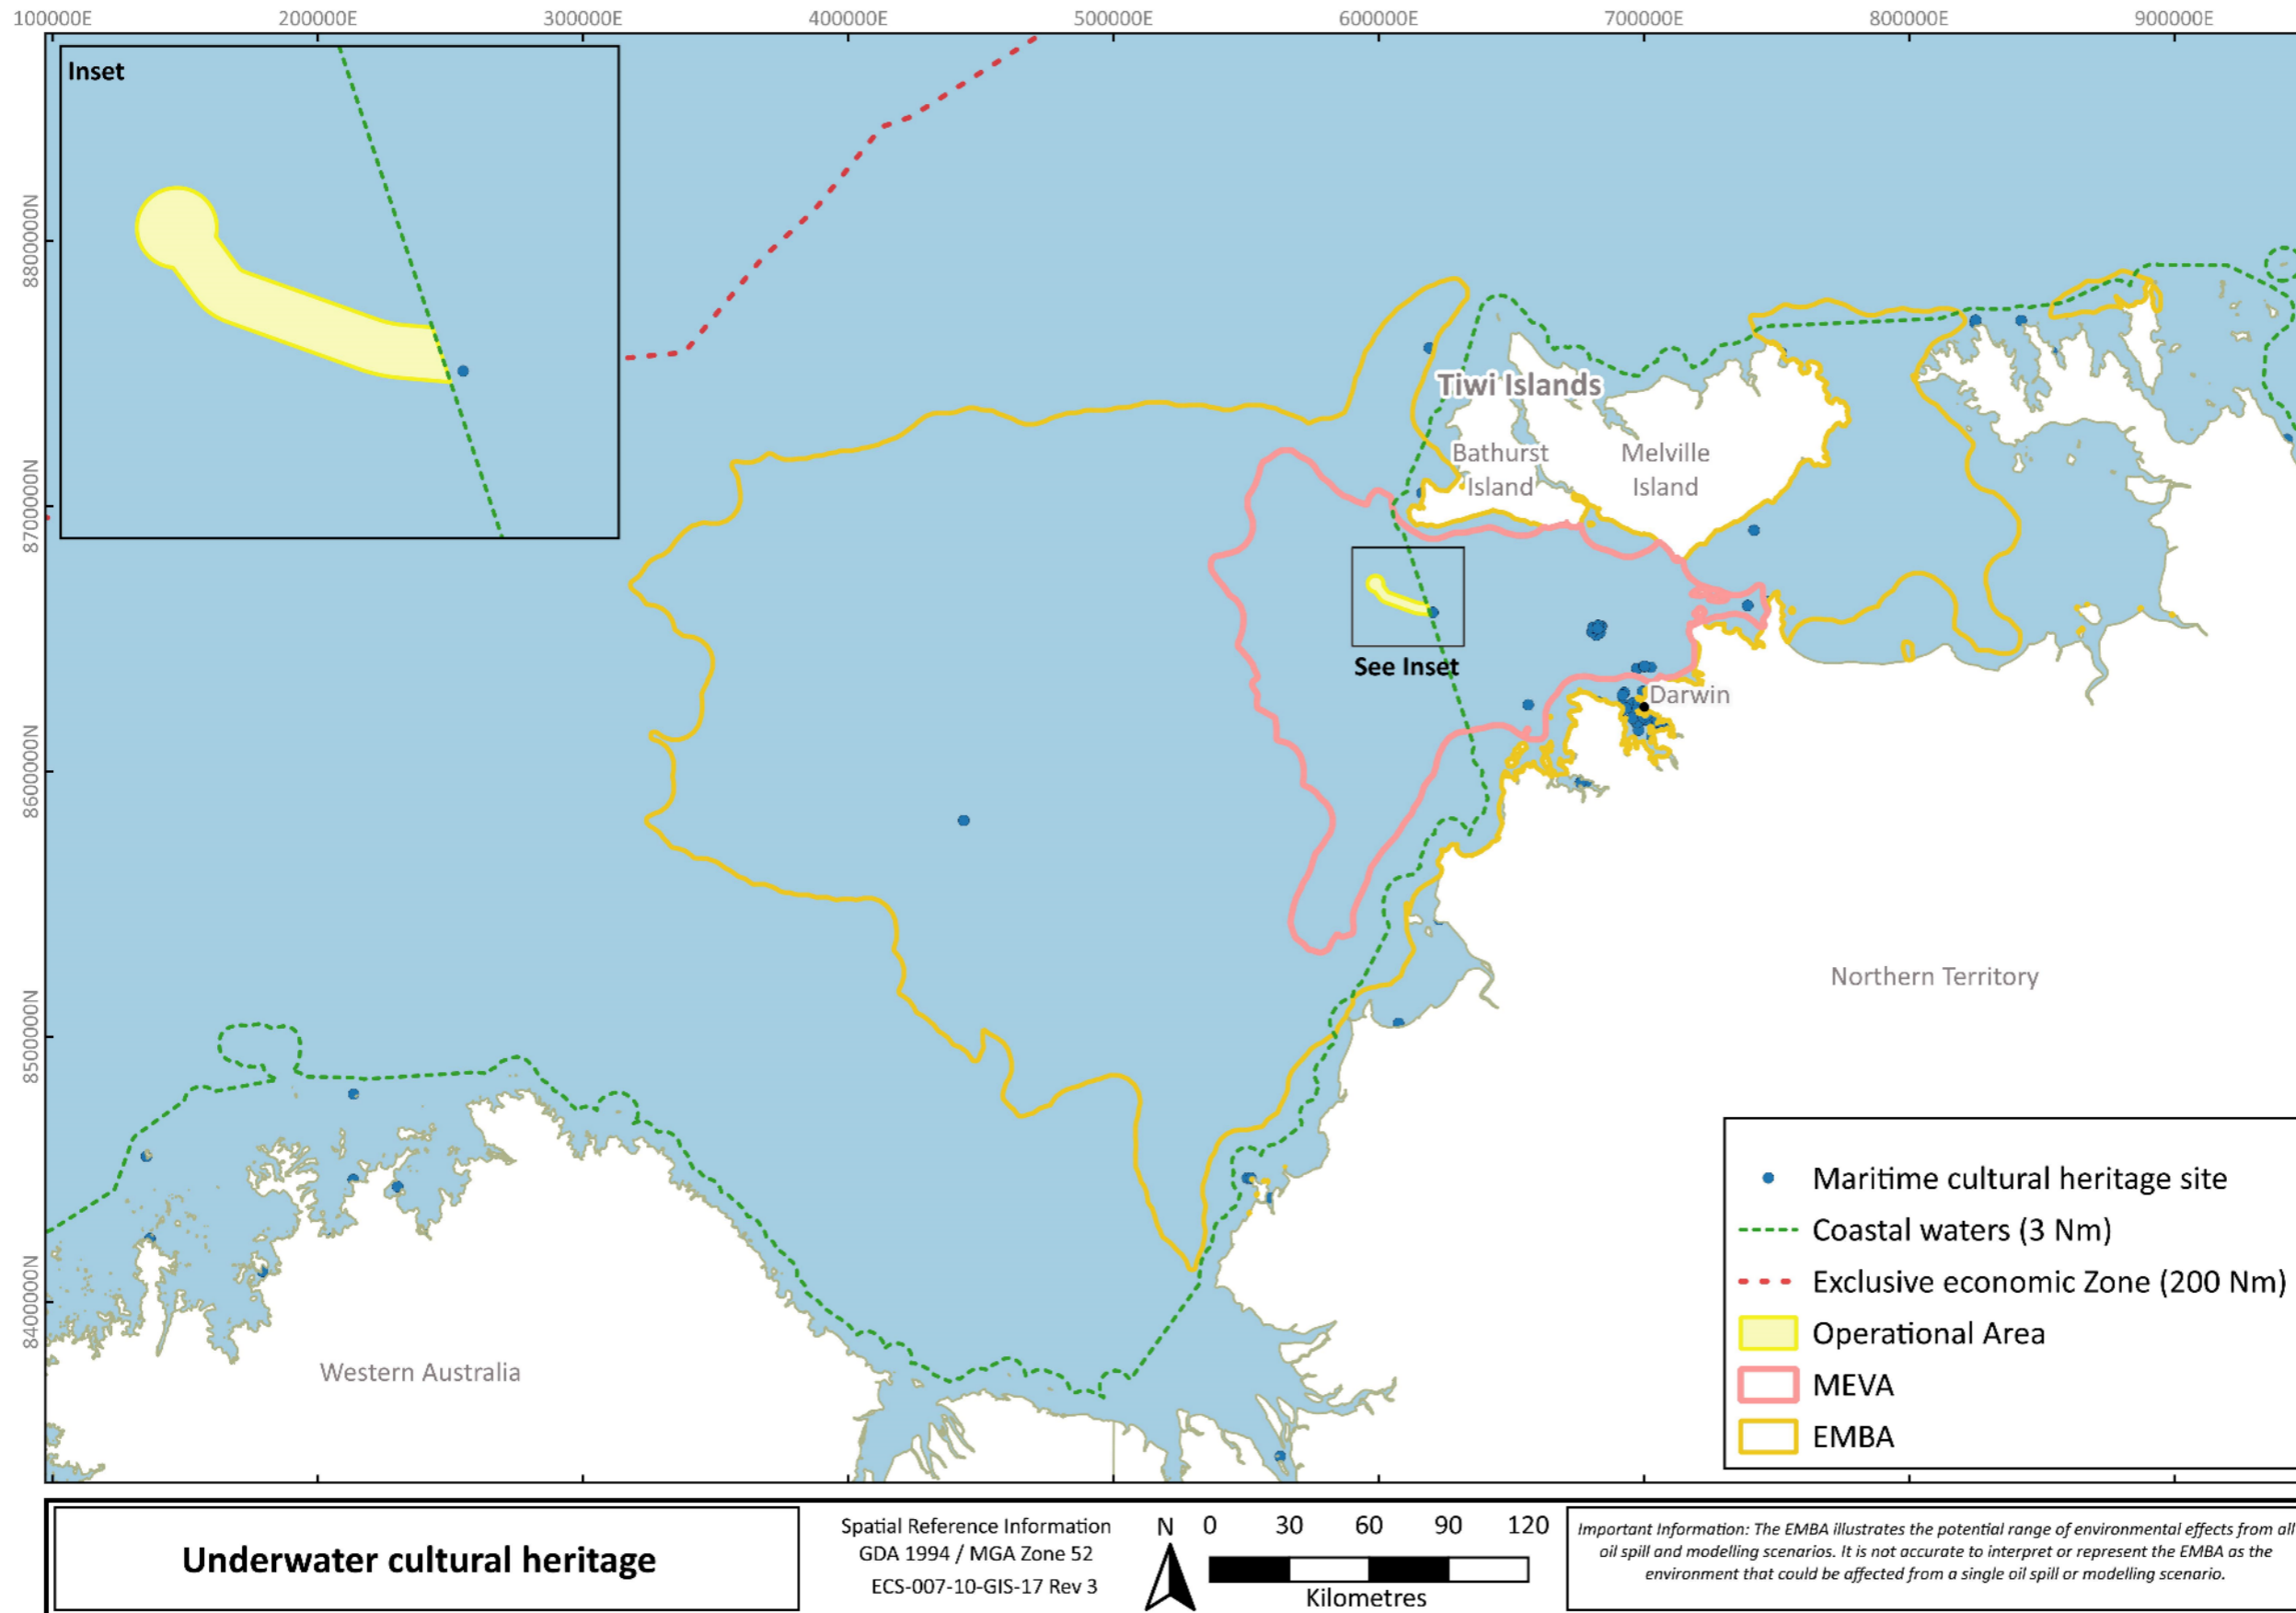 100000E 200000E 300000E 400000E 500000E 600000E 700000E 800000E 900000E
Inset
8800000N
8700000N
8600000N
8500000N
8400000N
Tiwi Islands
Bathurst
Island
Melville
Island
See Inset
Darwin
Northern Territory
Western Australia
Maritime cultural heritage site
Coastal waters (3 Nm)
Exclusive economic Zone (200 Nm)
Operational Area
MEVA
EMBA
Underwater cultural heritage
Spatial Reference Information
GDA 1994 / MGA Zone 52
ECS-007-10-GIS-17 Rev 3
N 0 30 60 90 120
Kilometres
Important Information: The EMBA illustrates the potential range of environmental effects from all
oil spill and modelling scenarios. It is not accurate to interpret or represent the EMBA as the
environment that could be affected from a single oil spill or modelling scenario.